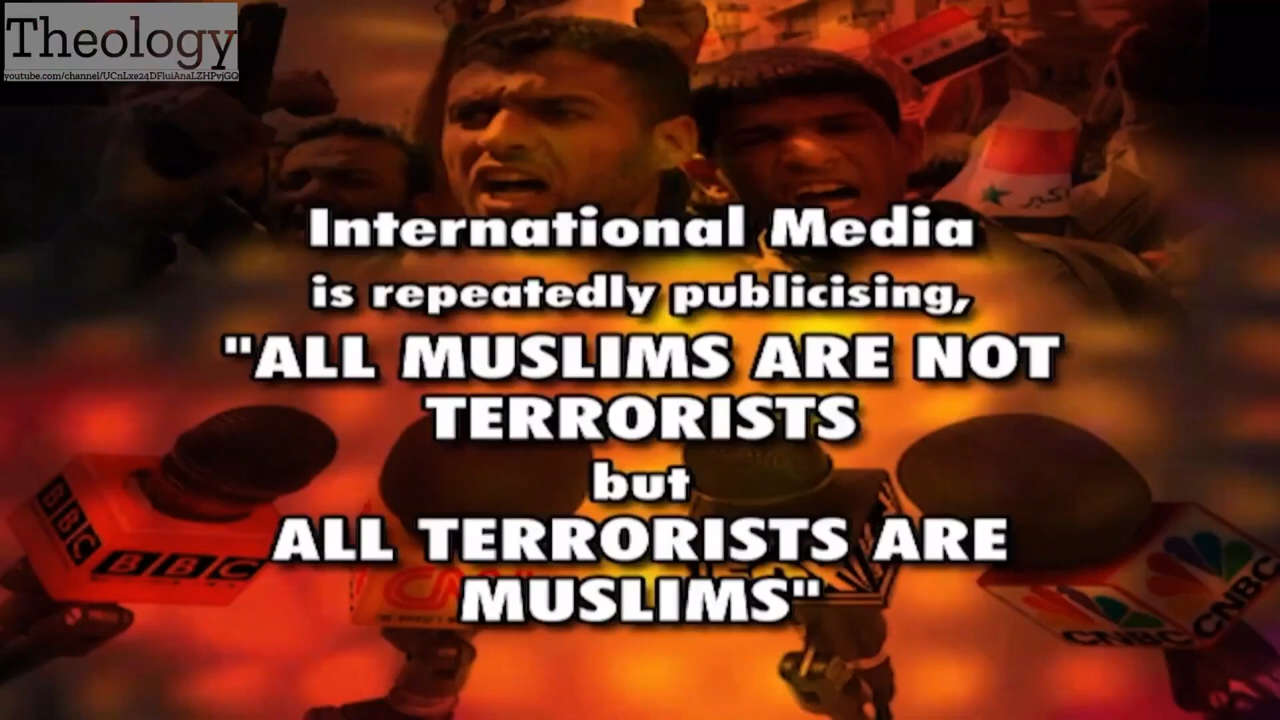 Theology
youtube.com/channel/UCnLxe24DFluiAnaLZHPvjGQ
اكبر
International Media
is repeatedly publicising,
"ALL MUSLIMS ARE NOT
TERRORISTS
but
ALL TERRORISTS ARE
MUSLIMS"
BBC
BBC
CNBC
CNBC